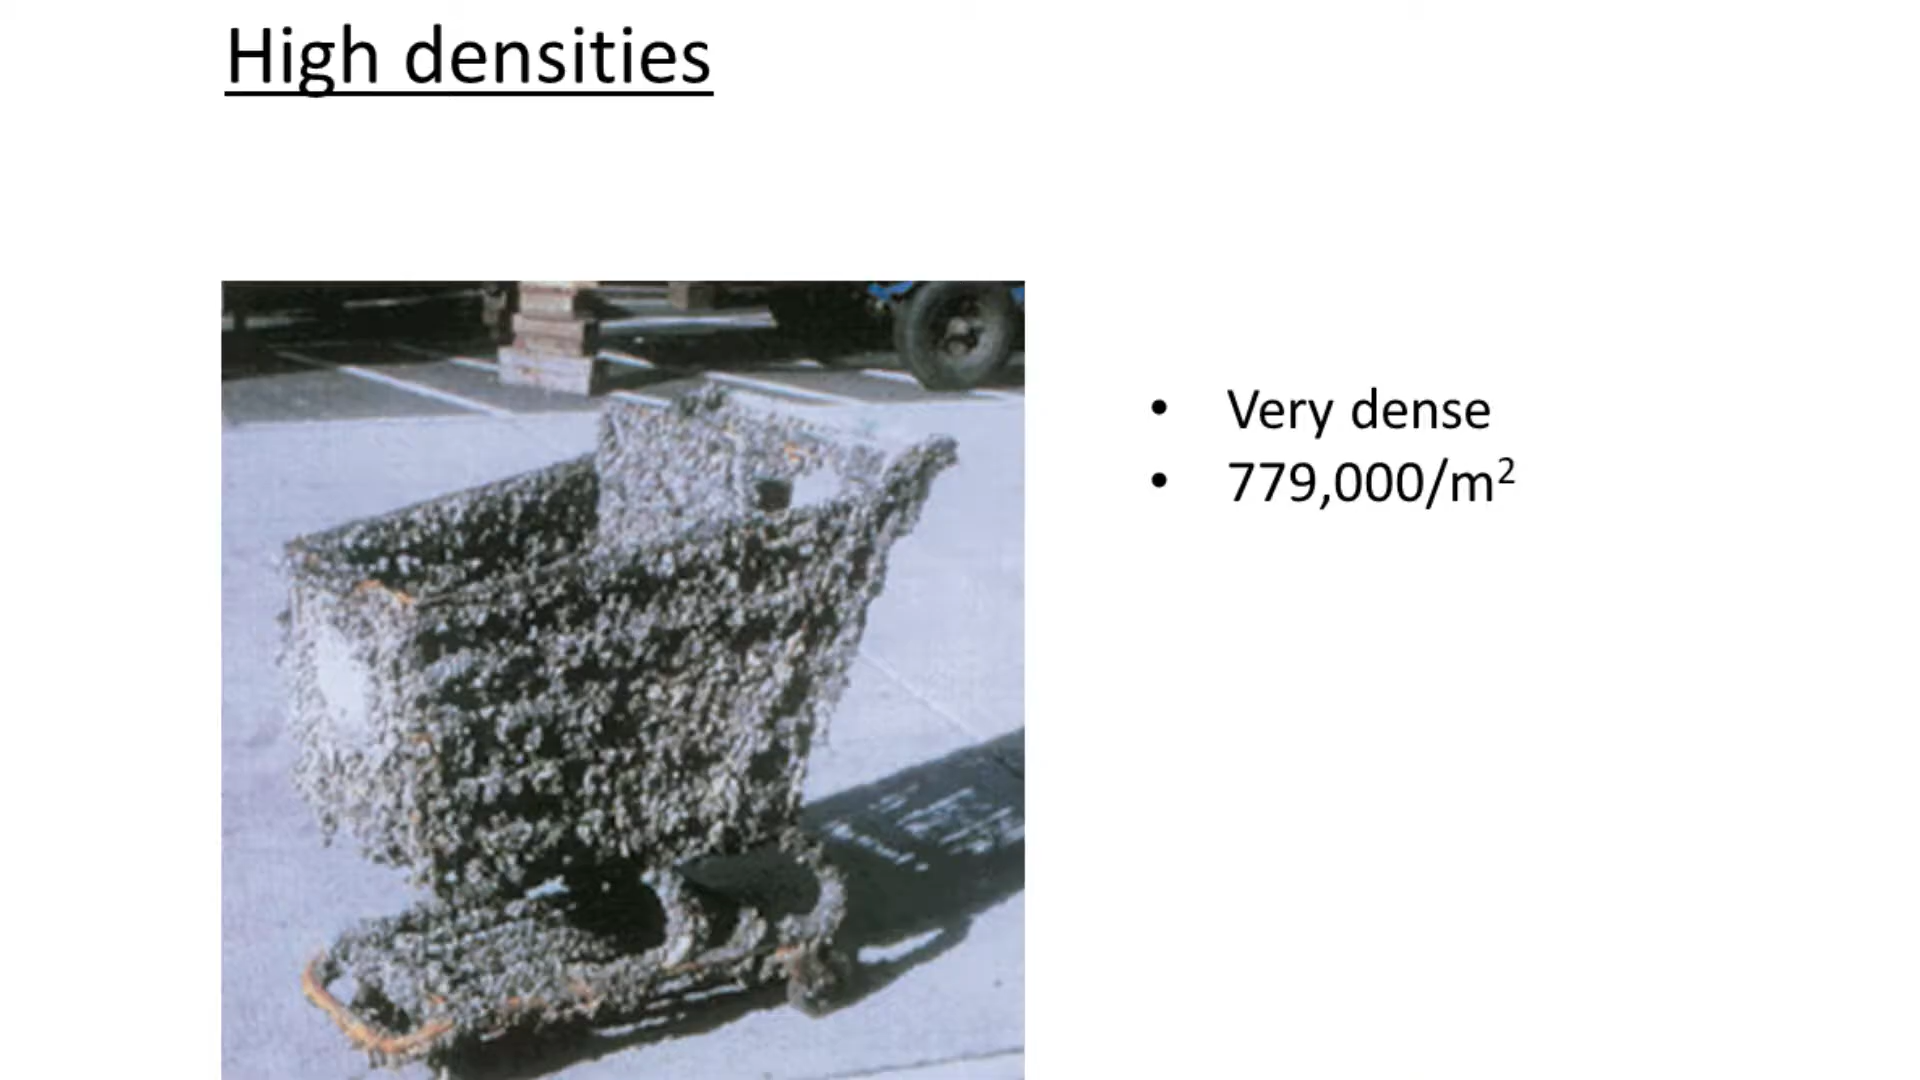 High densities
• Very dense
• 779,000/m²